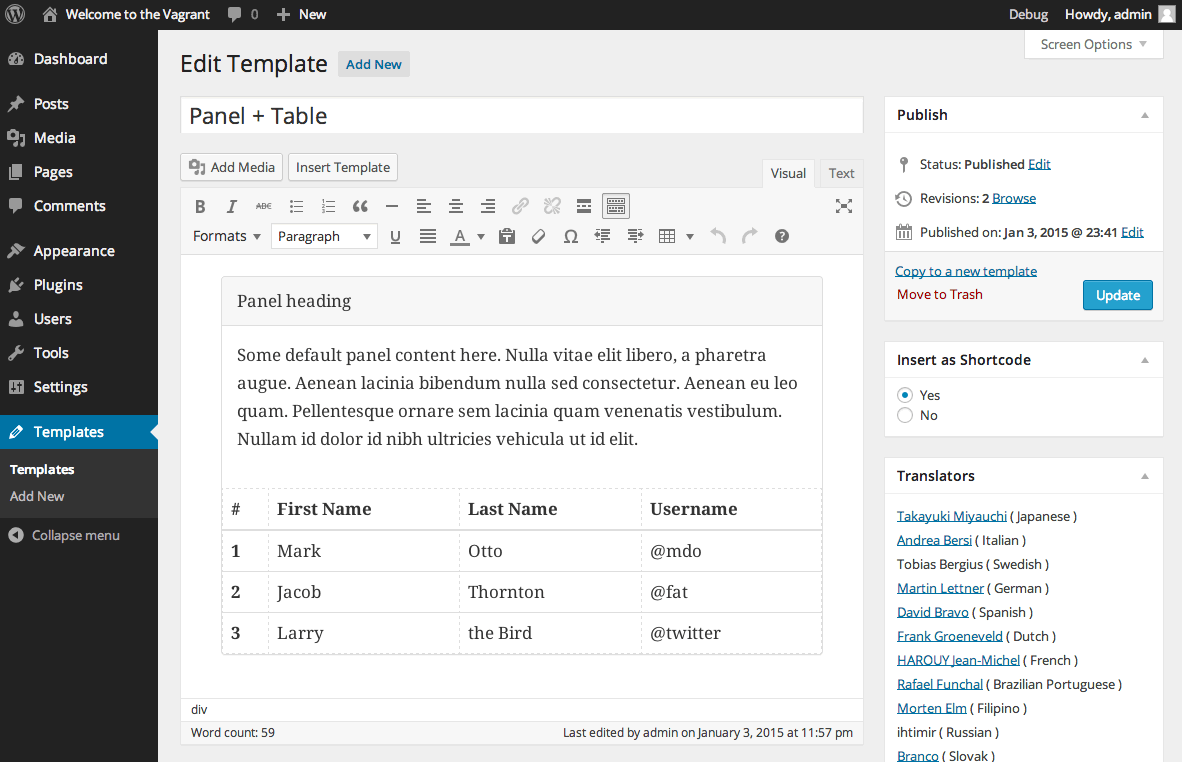 Welcome to the Vagrant 0 New Debug Howdy, admin
Screen Options
Dashboard
Posts
Media
Pages
Comments
Appearance
Plugins
Users
Tools
Settings
Templates
Templates
Add New
Collapse menu
Edit Template Add New
Panel + Table
Add Media Insert Template
Visual Text
B I ABC
Formats Paragraph U A Ω
Panel heading
Some default panel content here. Nulla vitae elit libero, a pharetra
augue. Aenean lacinia bibendum nulla sed consectetur. Aenean eu leo
quam. Pellentesque ornare sem lacinia quam venenatis vestibulum.
Nullam id dolor id nibh ultricies vehicula ut id elit.
# First Name Last Name Username
1 Mark Otto @mdo
2 Jacob Thornton @fat
3 Larry the Bird @twitter
div
Word count: 59 Last edited by admin on January 3, 2015 at 11:57 pm
Publish
Status: Published Edit
Revisions: 2 Browse
Published on: Jan 3, 2015 @ 23:41 Edit
Copy to a new template
Move to Trash
Update
Insert as Shortcode
Yes
No
Translators
Takayuki Miyauchi ( Japanese )
Andrea Bersi ( Italian )
Tobias Bergius ( Swedish )
Martin Lettner ( German )
David Bravo ( Spanish )
Frank Groeneveld ( Dutch )
HAROUY Jean-Michel ( French )
Rafael Funchal ( Brazilian Portuguese )
Morten Elm ( Filipino )
ihtimir ( Russian )
Branco ( Slovak )